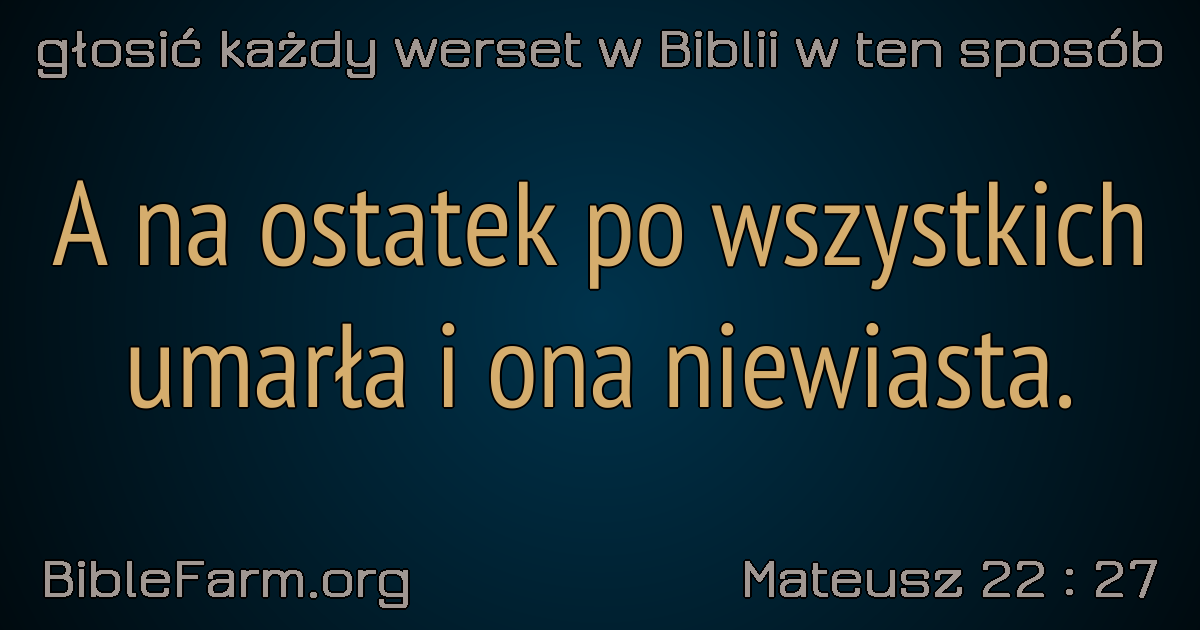 głosić każdy werset w Biblii w ten sposób
A na ostatek po wszystkich
umarła i ona niewiasta.
BibleFarm.org
Mateusz 22 : 27